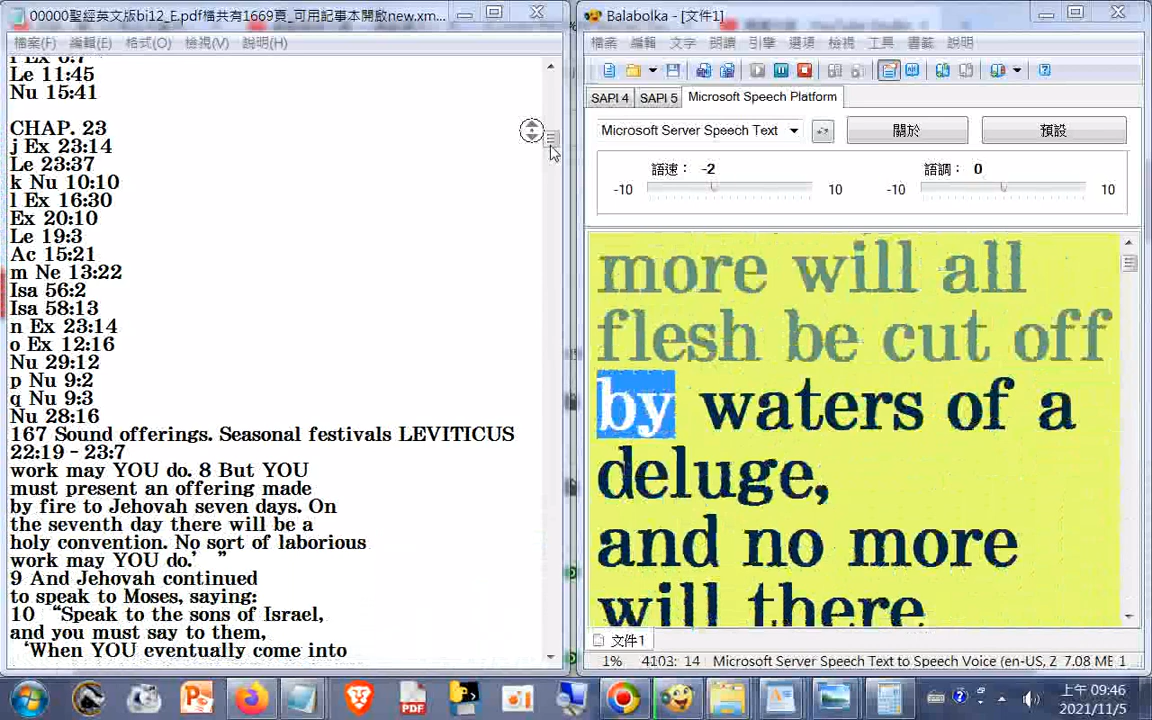 00000聖經英文版bi12_E.pdf檔共有1669頁_可用記事本開啟new.xm...
檔案(F) 編輯(E) 格式(O) 檢視(V) 說明(H)
Le 11:45
Nu 15:41
CHAP. 23
j Ex 23:14
Le 23:37
k Nu 10:10
l Ex 16:30
Ex 20:10
Le 19:3
Ac 15:21
m Ne 13:22
Isa 56:2
Isa 58:13
n Ex 23:14
o Ex 12:16
Nu 29:12
p Nu 9:2
q Nu 9:3
Nu 28:16
167 Sound offerings. Seasonal festivals LEVITICUS
22:19 - 23:7
work may YOU do. 8 But YOU
must present an offering made
by fire to Jehovah seven days. On
the seventh day there will be a
holy convention. No sort of laborious
work may YOU do.’ ”
9 And Jehovah continued
to speak to Moses, saying:
10 “Speak to the sons of Israel,
and you must say to them,
‘When YOU eventually come into
Balabolka - [文件1]
檔案 編輯 文字 朗讀 引擎 選項 檢視 工具 書籤 說明
SAPI 4 SAPI 5 Microsoft Speech Platform
Microsoft Server Speech Text 關於 預設
語速： -2 語調： 0
-10 10 -10 10
more will all
flesh be cut off
by waters of a
deluge,
and no more
will there
文件1
1% 4103: 14 Microsoft Server Speech Text to Speech Voice (en-US, Z 7.08 ME 1
PDF
上午 09:46
2021/11/5